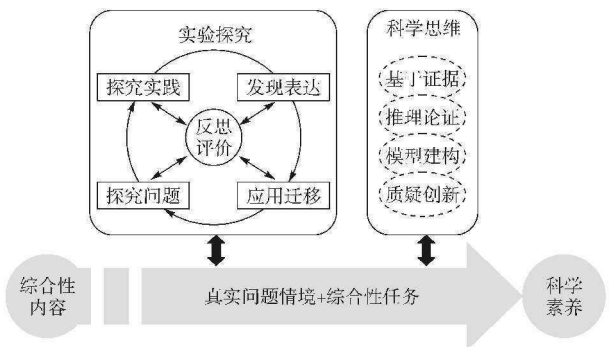 实验探究
科学思维
探究实践
发现表达
基于证据
反思
评价
推理论证
模型建构
探究问题
应用迁移
质疑创新
综合性
内容
真实问题情境+综合性任务
科学
素养